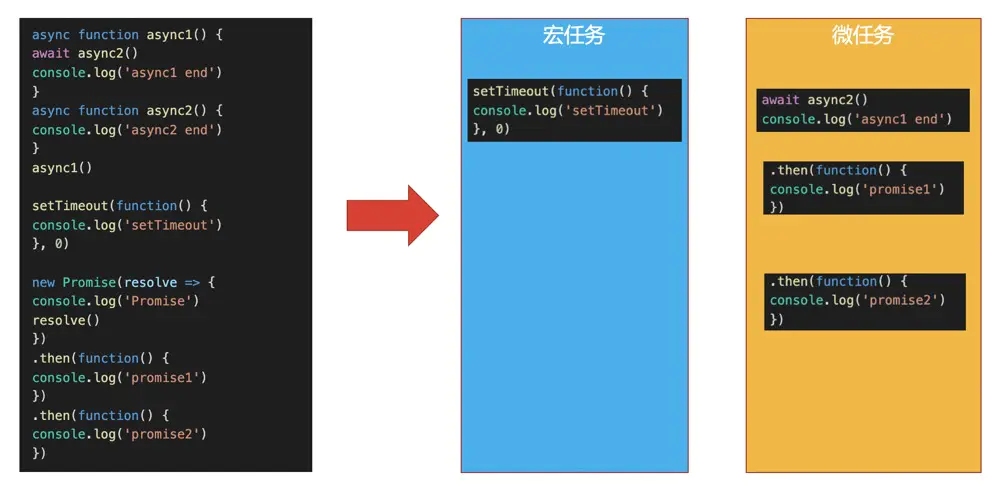 async function async1() {
await async2()
console.log('async1 end')
}
async function async2() {
console.log('async2 end')
}
async1()
setTimeout(function() {
console.log('setTimeout')
}, 0)
new Promise(resolve => {
console.log('Promise')
resolve()
})
.then(function() {
console.log('promise1')
})
.then(function() {
console.log('promise2')
})
宏任务
setTimeout(function() {
console.log('setTimeout')
}, 0)
微任务
await async2()
console.log('async1 end')
.then(function() {
console.log('promise1')
})
.then(function() {
console.log('promise2')
})